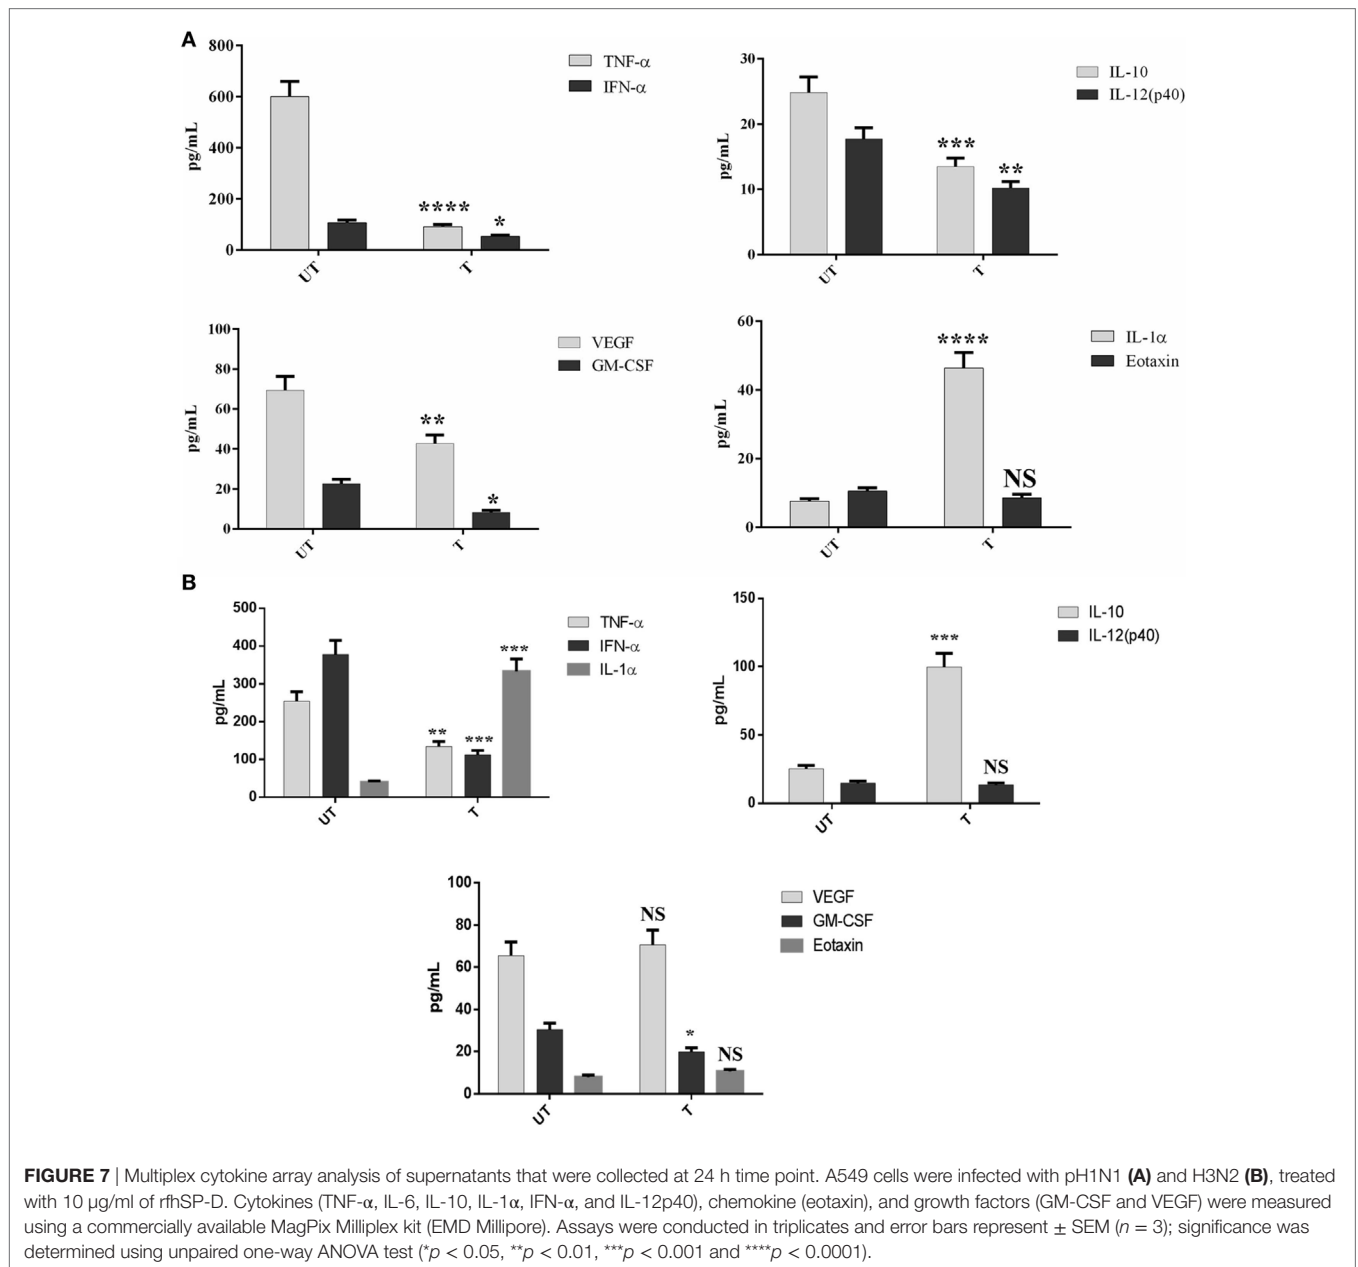 A
800
600
400
200
0
pg/mL
TNF-α
IFN-α
****
*
UT
T
30
20
10
0
pg/mL
IL-10
IL-12(p40)
***
**
UT
T
100
80
60
40
20
0
pg/mL
VEGF
GM-CSF
**
*
UT
T
60
40
20
0
pg/mL
IL-1α
Eotaxin
****
NS
UT
T
B
500
400
300
200
100
0
pg/mL
TNF-α
IFN-α
IL-1α
**
***
***
UT
T
150
100
50
0
pg/mL
IL-10
IL-12(p40)
***
NS
UT
T
100
80
60
40
20
0
pg/mL
VEGF
GM-CSF
Eotaxin
NS
*
NS
UT
T
FIGURE 7 | Multiplex cytokine array analysis of supernatants that were collected at 24 h time point. A549 cells were infected with pH1N1 (A) and H3N2 (B), treated
with 10 µg/ml of rfhSP-D. Cytokines (TNF-α, IL-6, IL-10, IL-1α, IFN-α, and IL-12p40), chemokine (eotaxin), and growth factors (GM-CSF and VEGF) were measured
using a commercially available MagPix Milliplex kit (EMD Millipore). Assays were conducted in triplicates and error bars represent ± SEM (n = 3); significance was
determined using unpaired one-way ANOVA test (*p < 0.05, **p < 0.01, ***p < 0.001 and ****p < 0.0001).